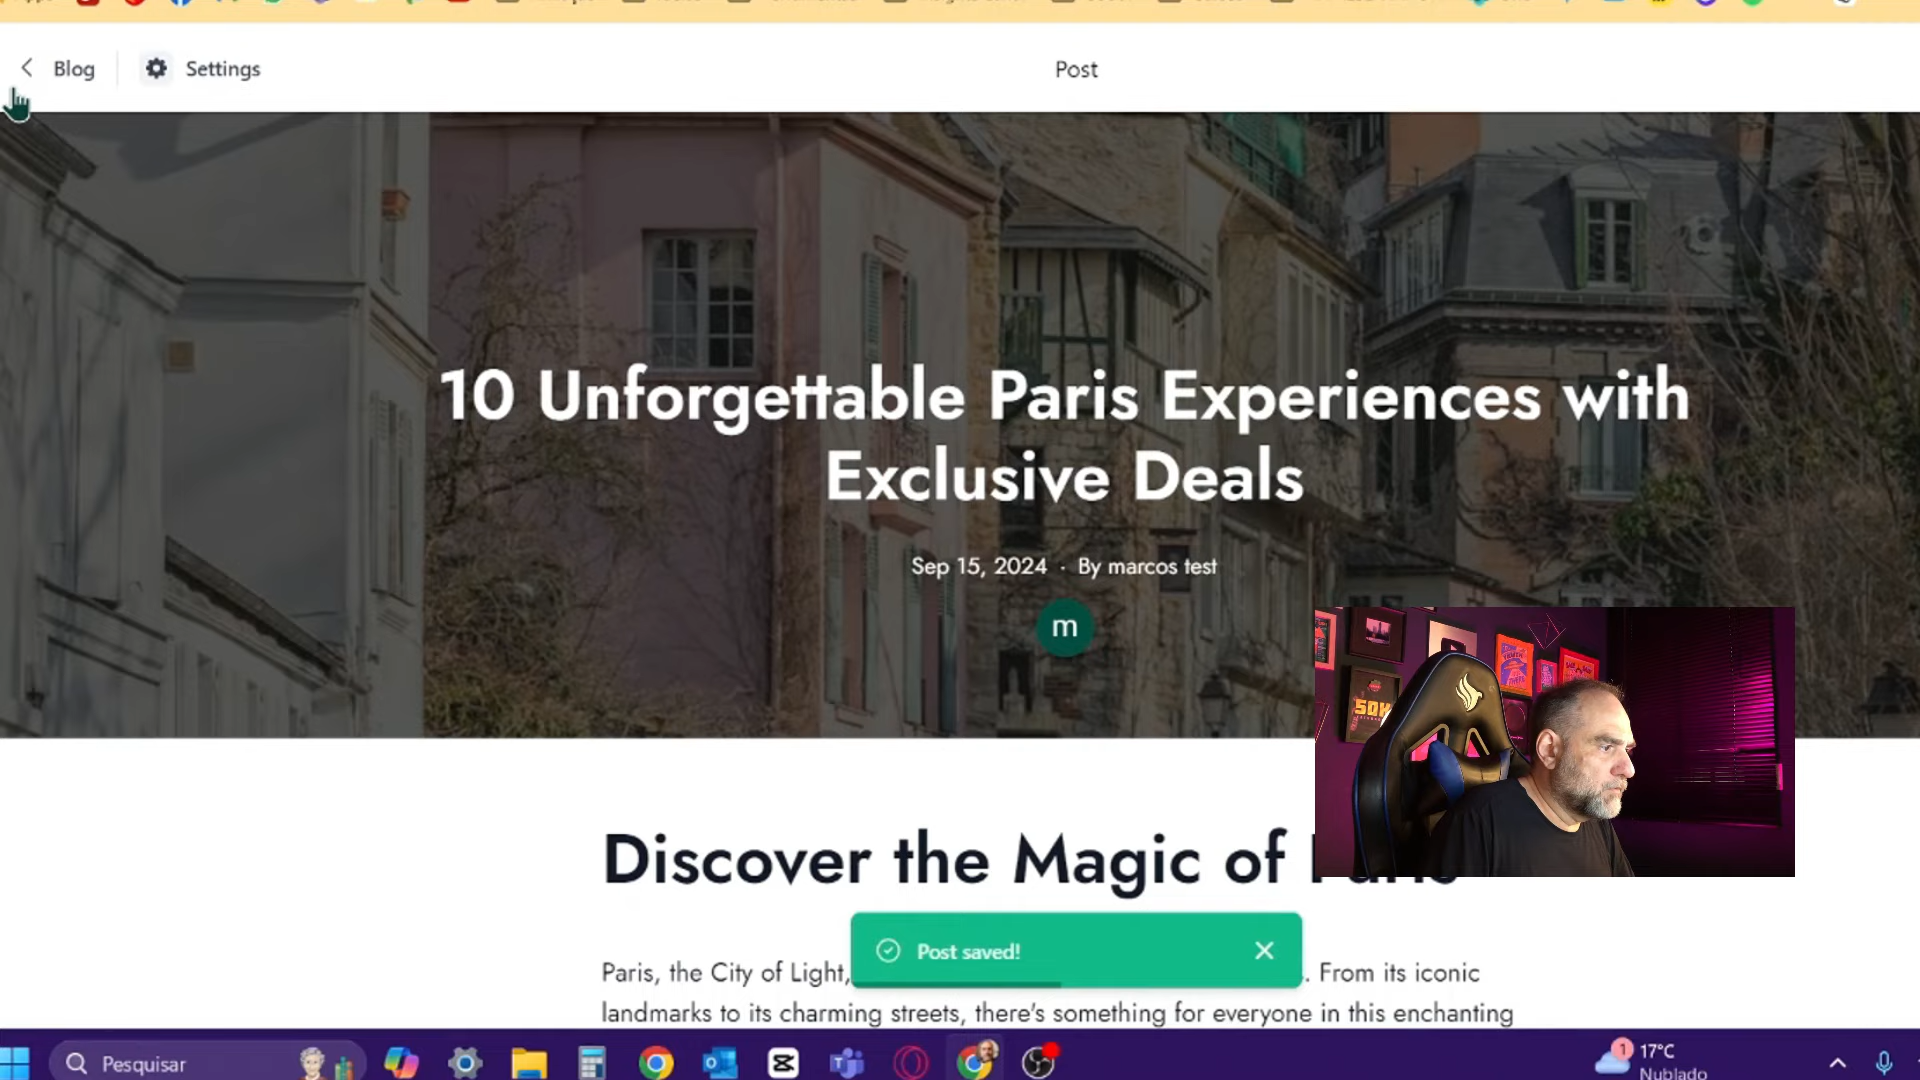 Blog
Settings
Post
10 Unforgettable Paris Experiences with
Exclusive Deals
Sep 15, 2024 · By marcos test
m
50K
Discover the Magic of
Post saved!
Paris, the City of Light,
. From its iconic
landmarks to its charming streets, there's something for everyone in this enchanting
Pesquisar
1
17°C
Nublado